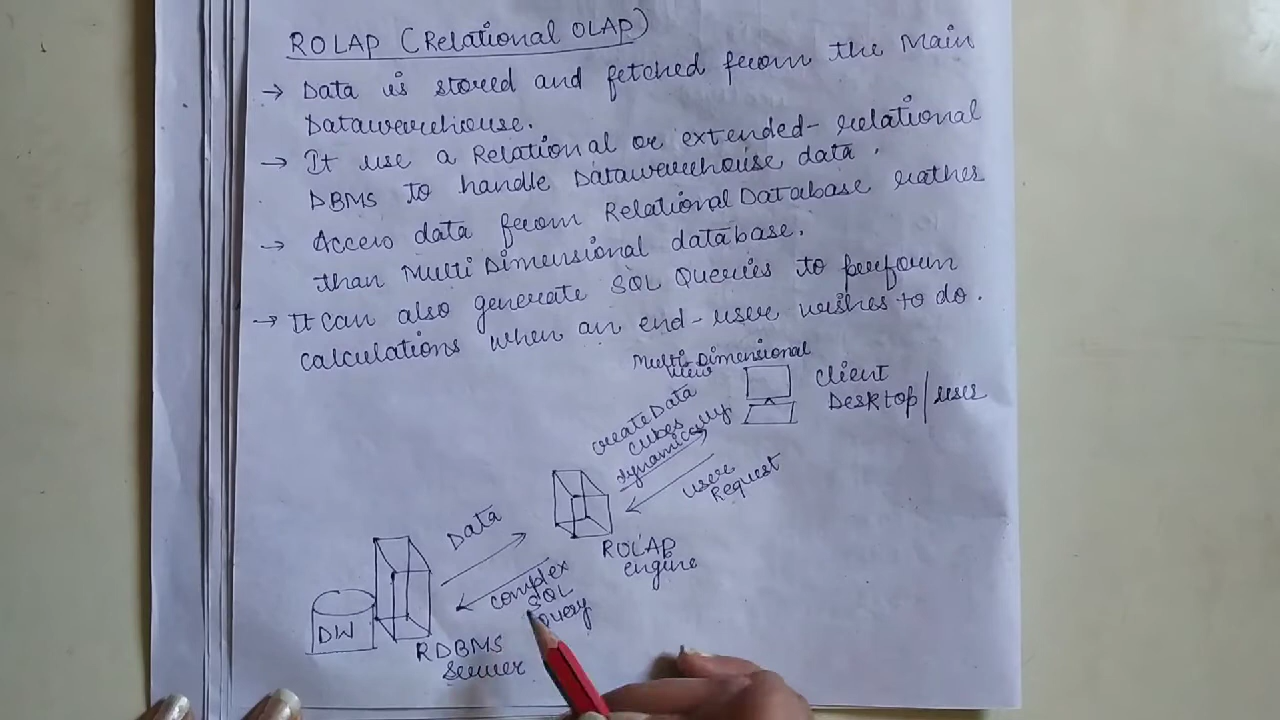 ROLAP (Relational OLAP)
→ Data is stored and fetched from the Main
Datawarehouse.
→ It use a Relational or extended-relational
DBMS to handle Datawarehouse data.
→ Access data from Relational Database rather
than MultiDimensional database.
→ It can also generate SQL Queries to perform
calculations when an end-user wishes to do.
Multi Dimensional
view
Client
Desktop/user
create Data
cubes
dynamically
user
Request
ROLAP
engine
Data
complex
SQL
query
DW
RDBMS
Server